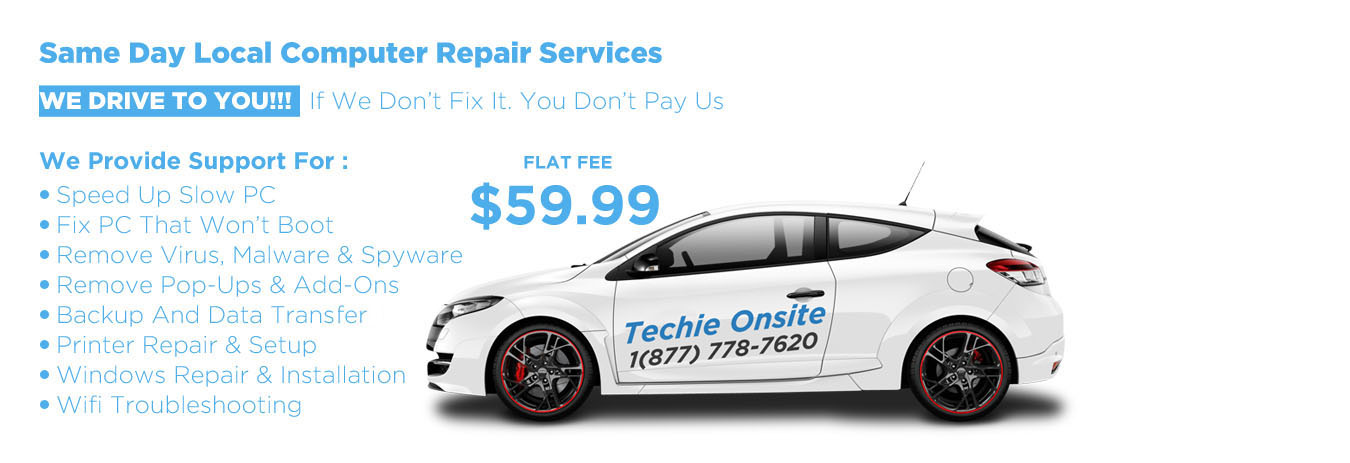 Same Day Local Computer Repair Services
WE DRIVE TO YOU!!! If We Don't Fix It. You Don't Pay Us
We Provide Support For :
• Speed Up Slow PC
• Fix PC That Won't Boot
• Remove Virus, Malware & Spyware
• Remove Pop-Ups & Add-Ons
• Backup And Data Transfer
• Printer Repair & Setup
• Windows Repair & Installation
• Wifi Troubleshooting
FLAT FEE
$59.99
Techie Onsite
1(877) 778-7620